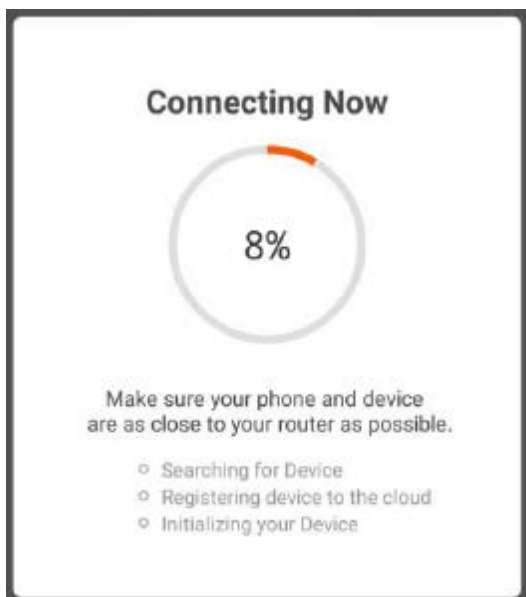 Connecting Now
8%
Make sure your phone and device
are as close to your router as possible.
Searching for Device
Registering device to the cloud
Initializing your Device